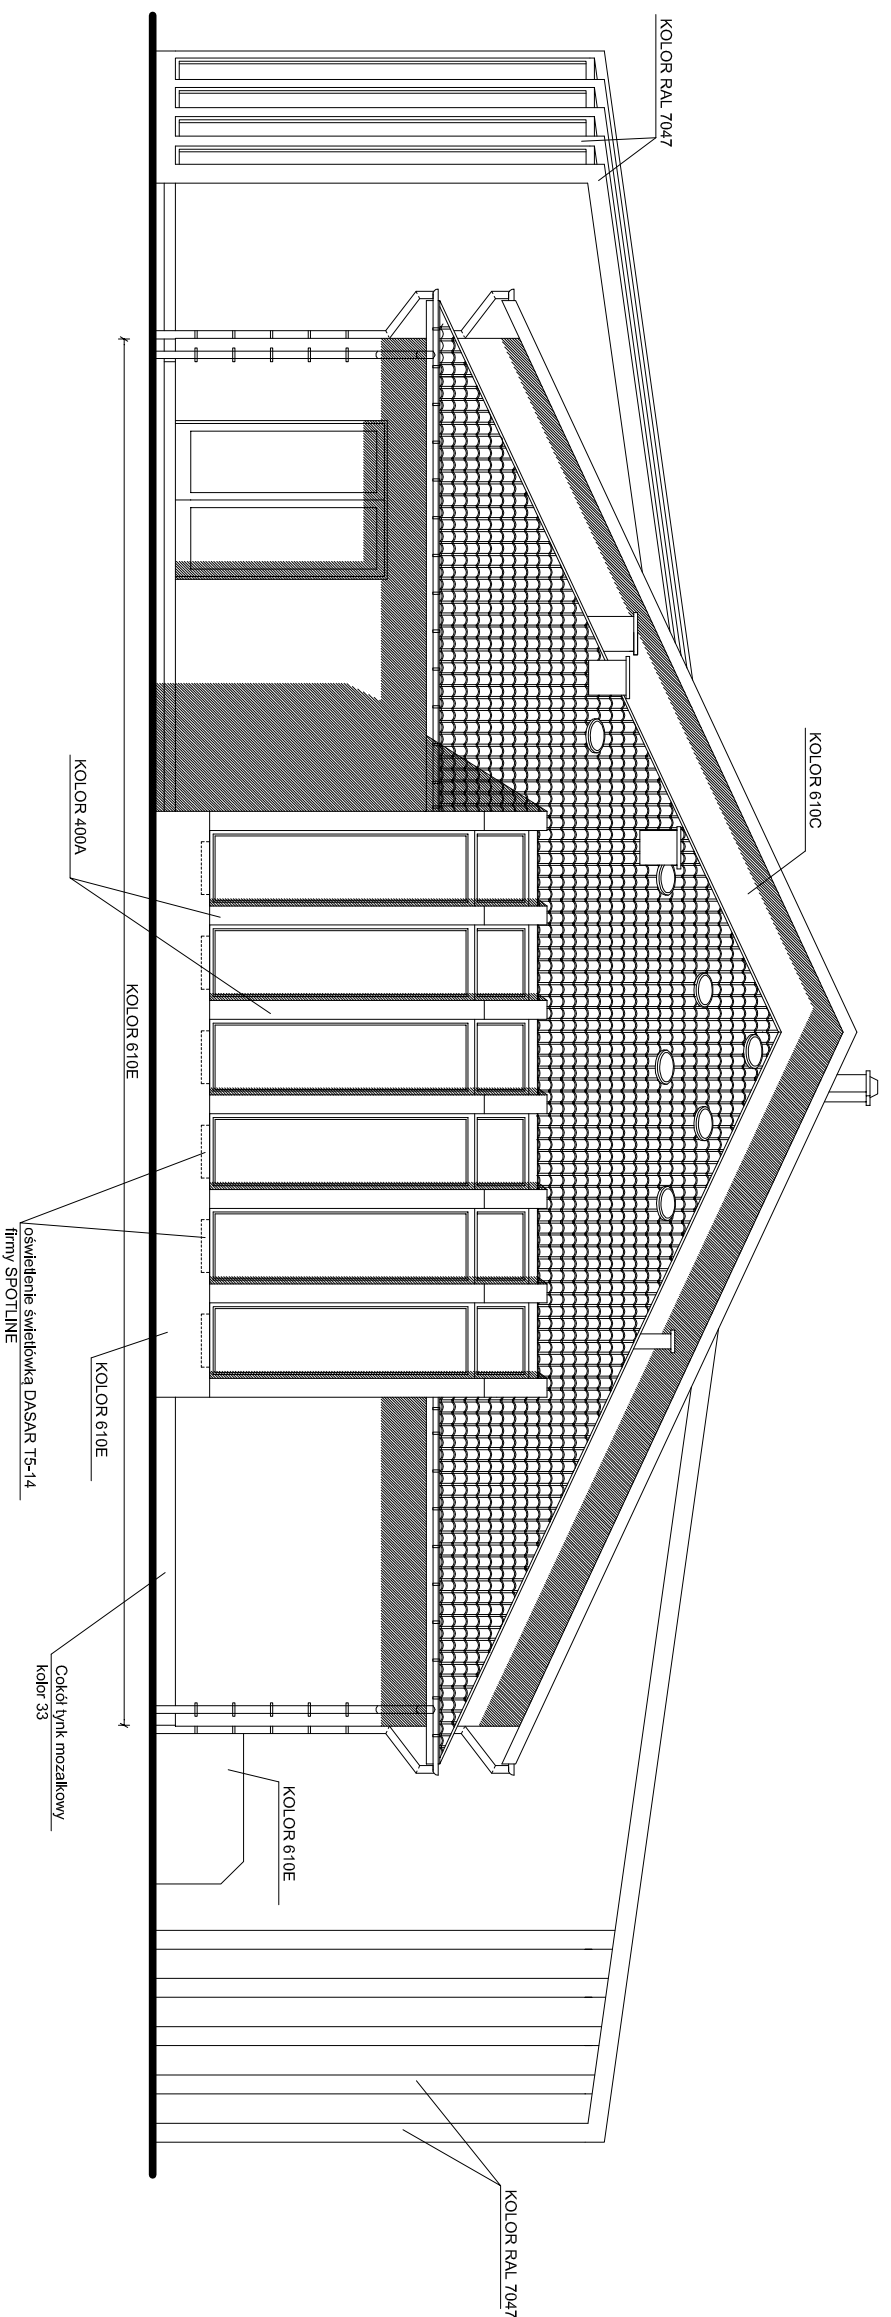 KOLOR RAL 7047
KOLOR 610C
KOLOR 400A
KOLOR 610E
oświetlenie świetlówką DASAR T5-14
firmy SPOTLINE
KOLOR 610E
Cokół tynk mozaikowy
kolor 33
KOLOR 610E
KOLOR RAL 7047